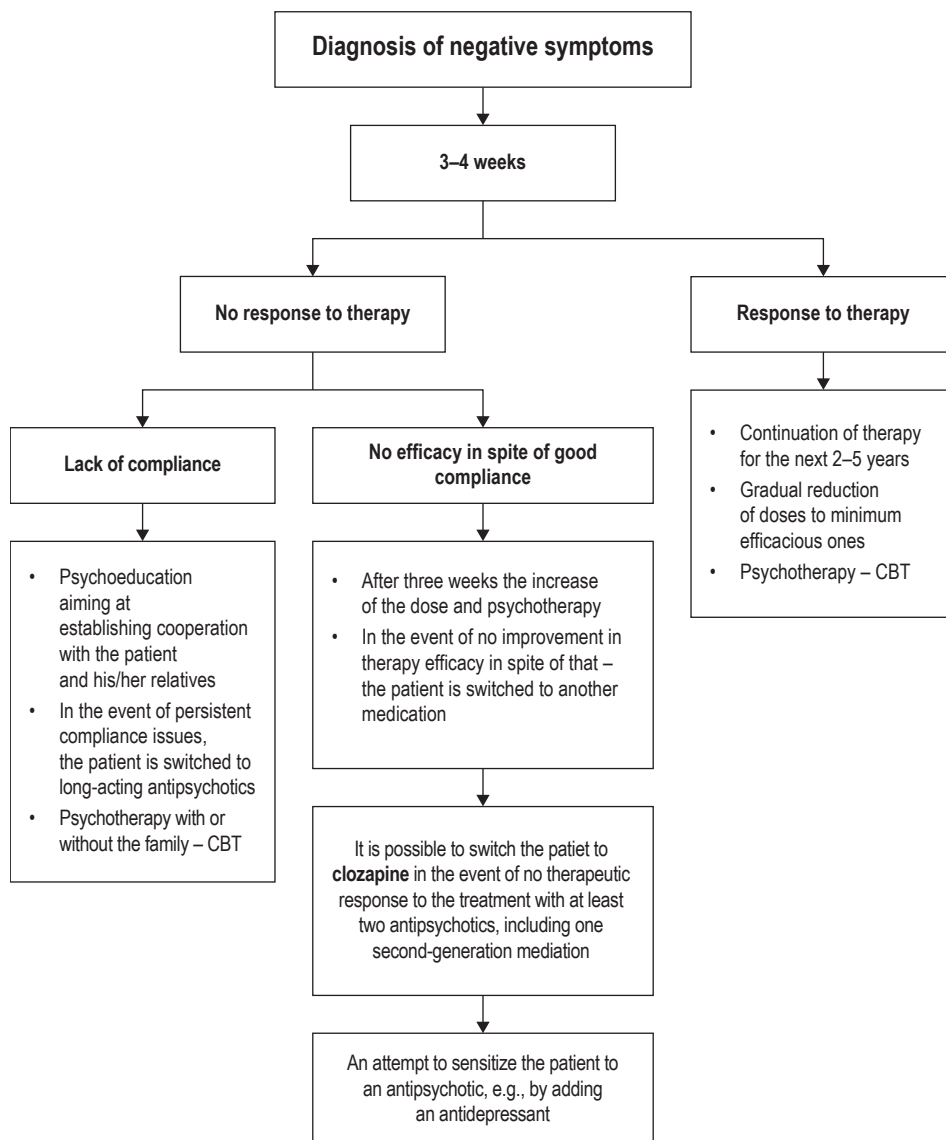 Diagnosis of negative symptoms
3–4 weeks
No response to therapy
Response to therapy
Lack of compliance
No efficacy in spite of good
compliance
• Continuation of therapy
for the next 2–5 years
• Gradual reduction
of doses to minimum
efficacious ones
• Psychotherapy – CBT
• Psychoeducation
aiming at
establishing cooperation
with the patient
and his/her relatives
• In the event of persistent
compliance issues,
the patient is switched to
long-acting antipsychotics
• Psychotherapy with or
without the family – CBT
• After three weeks the increase
of the dose and psychotherapy
• In the event of no improvement in
therapy efficacy in spite of that –
the patient is switched to another
medication
It is possible to switch the patiet to
clozapine in the event of no therapeutic
response to the treatment with at least
two antipsychotics, including one
second-generation mediation
An attempt to sensitize the patient to
an antipsychotic, e.g., by adding
an antidepressant